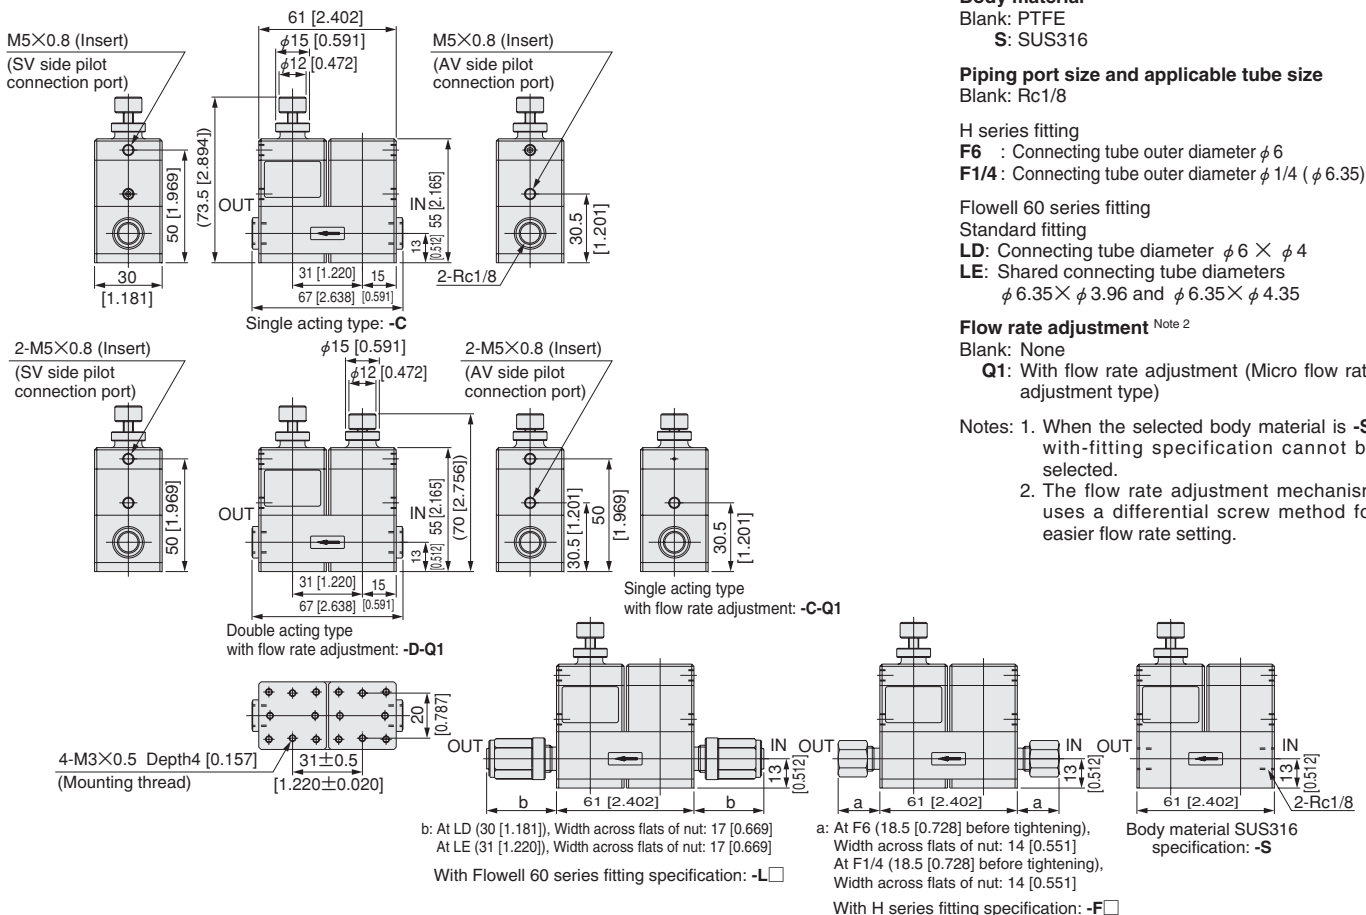 61 [2.402]
φ15 [0.591]
φ12 [0.472]
M5×0.8 (Insert)
(SV side pilot
connection port)
M5×0.8 (Insert)
(AV side pilot
connection port)
(73.5 [2.894])
50 [1.969]
OUT
IN
55 [2.165]
13
[0.512]
30.5
[1.201]
30
[1.181]
31 [1.220]
15
67 [2.638]
[0.591]
2-Rc1/8
Single acting type: -C
2-M5×0.8 (Insert)
(SV side pilot
connection port)
φ15 [0.591]
φ12 [0.472]
2-M5×0.8 (Insert)
(AV side pilot
connection port)
50 [1.969]
OUT
IN
55 [2.165]
13
[0.512]
(70 [2.756])
30.5 [1.201]
50
[1.969]
30.5
[1.201]
31 [1.220]
15
67 [2.638]
[0.591]
Double acting type
with flow rate adjustment: -D-Q1
Single acting type
with flow rate adjustment: -C-Q1
20
[0.787]
4-M3×0.5 Depth4 [0.157]
(Mounting thread)
31±0.5
[1.220±0.020]
OUT
IN
13
[0.512]
b
61 [2.402]
b
b: At LD (30 [1.181]), Width across flats of nut: 17 [0.669]
At LE (31 [1.220]), Width across flats of nut: 17 [0.669]
With Flowell 60 series fitting specification: -L□
OUT
IN
13
[0.512]
a
61 [2.402]
a
a: At F6 (18.5 [0.728] before tightening),
Width across flats of nut: 14 [0.551]
At F1/4 (18.5 [0.728] before tightening),
Width across flats of nut: 14 [0.551]
With H series fitting specification: -F□
OUT
IN
13
[0.512]
61 [2.402]
2-Rc1/8
Body material SUS316
specification: -S
Body material
Blank: PTFE
S: SUS316
Piping port size and applicable tube size
Blank: Rc1/8
H series fitting
F6 : Connecting tube outer diameter φ6
F1/4 : Connecting tube outer diameter φ1/4 (φ6.35)
Flowell 60 series fitting
Standard fitting
LD: Connecting tube diameter φ6 × φ4
LE: Shared connecting tube diameters
φ6.35×φ3.96 and φ6.35×φ4.35
Flow rate adjustment Note 2
Blank: None
Q1: With flow rate adjustment (Micro flow rat
adjustment type)
Notes: 1. When the selected body material is -S
with-fitting specification cannot b
selected.
2. The flow rate adjustment mechanis
uses a differential screw method fo
easier flow rate setting.